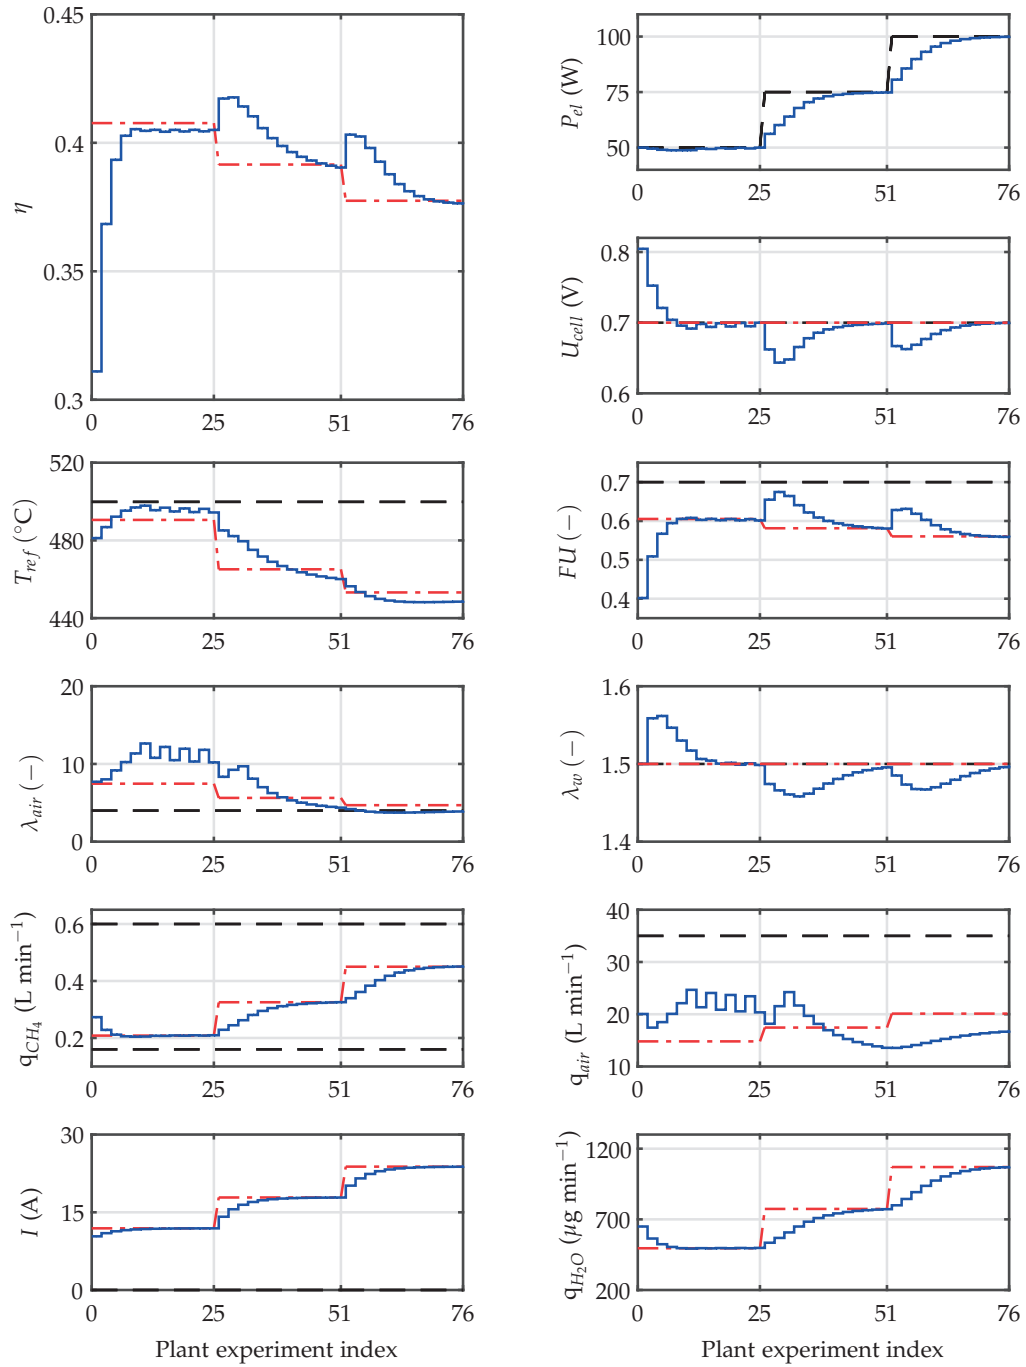 0.45
0.4
0.35
0.3
η
0 25 51 76
100
75
50
P_el (W)
0 25 51 76
0.8
0.7
0.6
U_cell (V)
0 25 51 76
520
480
440
T_ref (°C)
0 25 51 76
0.7
0.6
0.5
0.4
FU (−)
0 25 51 76
20
10
0
λ_air (−)
0 25 51 76
1.6
1.5
1.4
λ_w (−)
0 25 51 76
0.6
0.4
0.2
q_CH₄ (L min⁻¹)
0 25 51 76
40
30
20
10
q_air (L min⁻¹)
0 25 51 76
30
15
0
I (A)
0 25 51 76
Plant experiment index
1200
700
200
q_H₂O (μg min⁻¹)
0 25 51 76
Plant experiment index